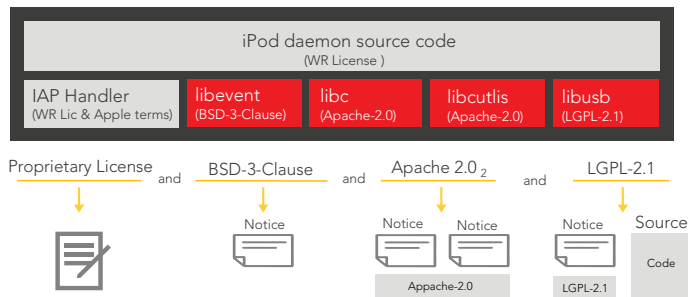 iPod daemon source code
(WR License )
IAP Handler
(WR Lic & Apple terms)
libevent
(BSD-3-Clause)
libc
(Apache-2.0)
libcutlis
(Apache-2.0)
libusb
(LGPL-2.1)
Proprietary License and BSD-3-Clause and Apache 2.0 2 and LGPL-2.1
Notice
Notice
Notice
Notice
Source
Code
Appache-2.0
LGPL-2.1